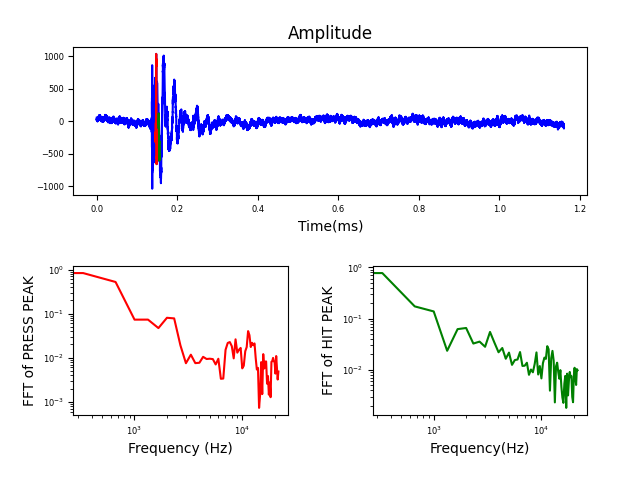 Amplitude
1000
500
0
−500
−1000
0.0 0.2 0.4 0.6 0.8 1.0 1.2
Time(ms)
FFT of PRESS PEAK
10⁰
10⁻¹
10⁻²
10⁻³
10³ 10⁴
Frequency (Hz)
FFT of HIT PEAK
10⁰
10⁻¹
10⁻²
10³ 10⁴
Frequency(Hz)